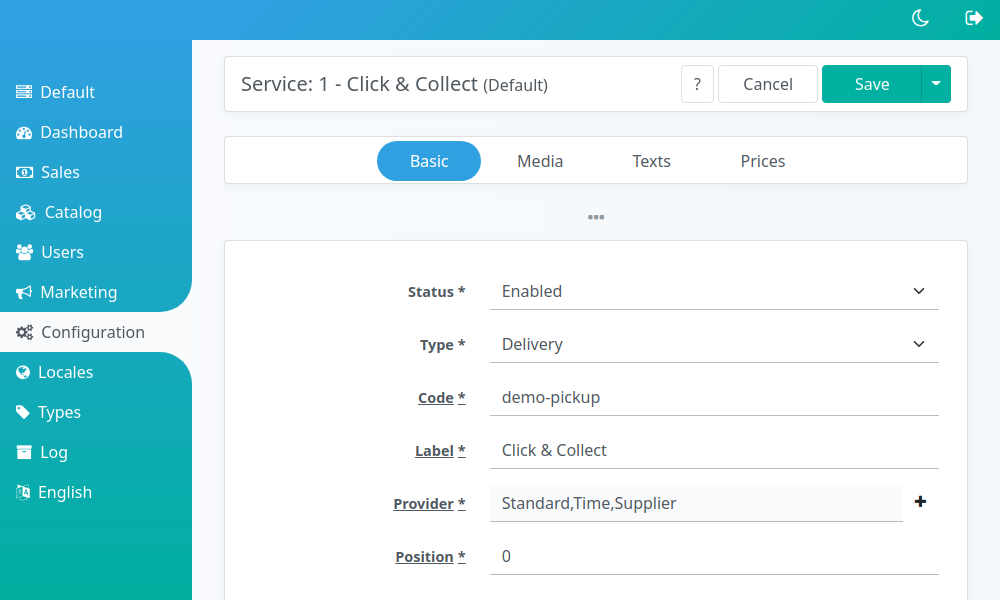 Default
Dashboard
Sales
Catalog
Users
Marketing
Configuration
Locales
Types
Log
English
Service: 1 - Click & Collect (Default)
?
Cancel
Save
Basic
Media
Texts
Prices
Status * Enabled
Type * Delivery
Code * demo-pickup
Label * Click & Collect
Provider * Standard,Time,Supplier
Position * 0